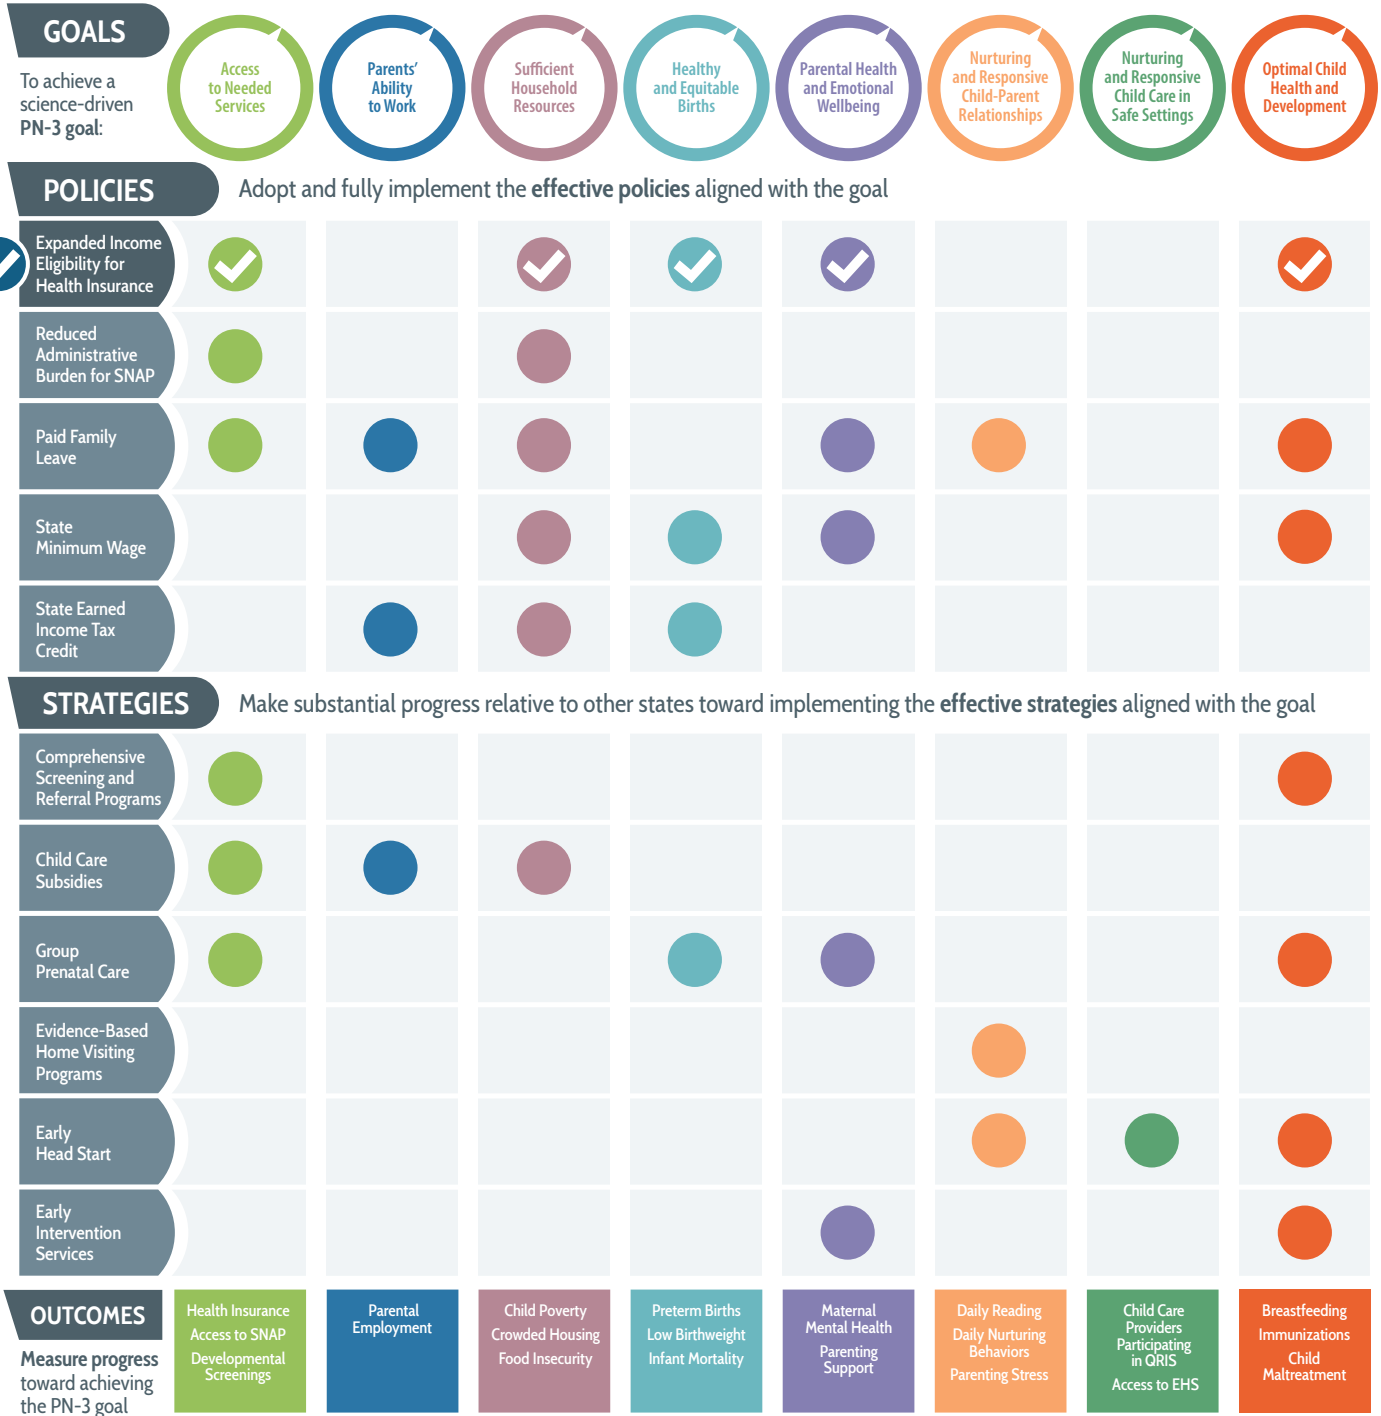 GOALS
To achieve a
science-driven
PN-3 goal:
Access
to Needed
Services
Parents'
Ability
to Work
Sufficient
Household
Resources
Healthy
and Equitable
Births
Parental Health
and Emotional
Wellbeing
Nurturing
and Responsive
Child-Parent
Relationships
Nurturing
and Responsive
Child Care in
Safe Settings
Optimal Child
Health and
Development
POLICIES
Adopt and fully implement the effective policies aligned with the goal
Expanded Income
Eligibility for
Health Insurance
Reduced
Administrative
Burden for SNAP
Paid Family
Leave
State
Minimum Wage
State Earned
Income Tax
Credit
STRATEGIES
Make substantial progress relative to other states toward implementing the effective strategies aligned with the goal
Comprehensive
Screening and
Referral Programs
Child Care
Subsidies
Group
Prenatal Care
Evidence-Based
Home Visiting
Programs
Early
Head Start
Early
Intervention
Services
OUTCOMES
Measure progress
toward achieving
the PN-3 goal
Health Insurance
Access to SNAP
Developmental
Screenings
Parental
Employment
Child Poverty
Crowded Housing
Food Insecurity
Preterm Births
Low Birthweight
Infant Mortality
Maternal
Mental Health
Parenting
Support
Daily Reading
Daily Nurturing
Behaviors
Parenting Stress
Child Care
Providers
Participating
in QRIS
Access to EHS
Breastfeeding
Immunizations
Child
Maltreatment